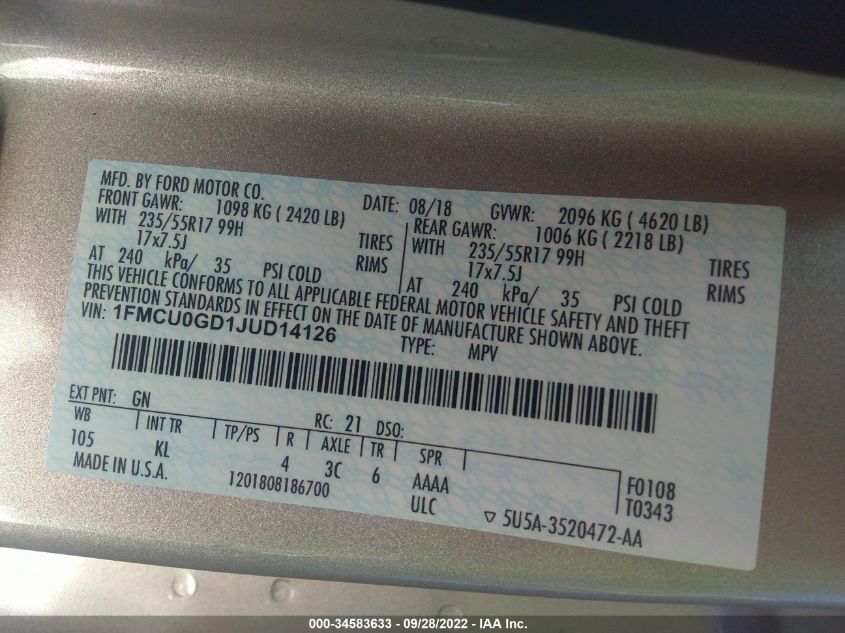 MFD. BY FORD MOTOR CO. DATE: 08/18 GVWR: 2096 KG ( 4620 LB)
FRONT GAWR: 1098 KG ( 2420 LB) REAR GAWR: 1006 KG ( 2218 LB)
WITH 235/55R17 99H TIRES WITH 235/55R17 99H TIRES
17x7.5J RIMS 17x7.5J RIMS
AT 240 kPa/ 35 PSI COLD AT 240 kPa/ 35 PSI COLD
THIS VEHICLE CONFORMS TO ALL APPLICABLE FEDERAL MOTOR VEHICLE SAFETY AND THEFT
PREVENTION STANDARDS IN EFFECT ON THE DATE OF MANUFACTURE SHOWN ABOVE.
VIN: 1FMCU0GD1JUD14126 TYPE: MPV
EXT PNT: GN RC: 21 DSO:
WB INT TR TP/PS R AXLE TR SPR
105 KL 4 3C 6 AAAA F0108
MADE IN U.S.A. 1201808186700 ULC T0343
5U5A-3520472-AA
000-34583633 - 09/28/2022 - IAA Inc.